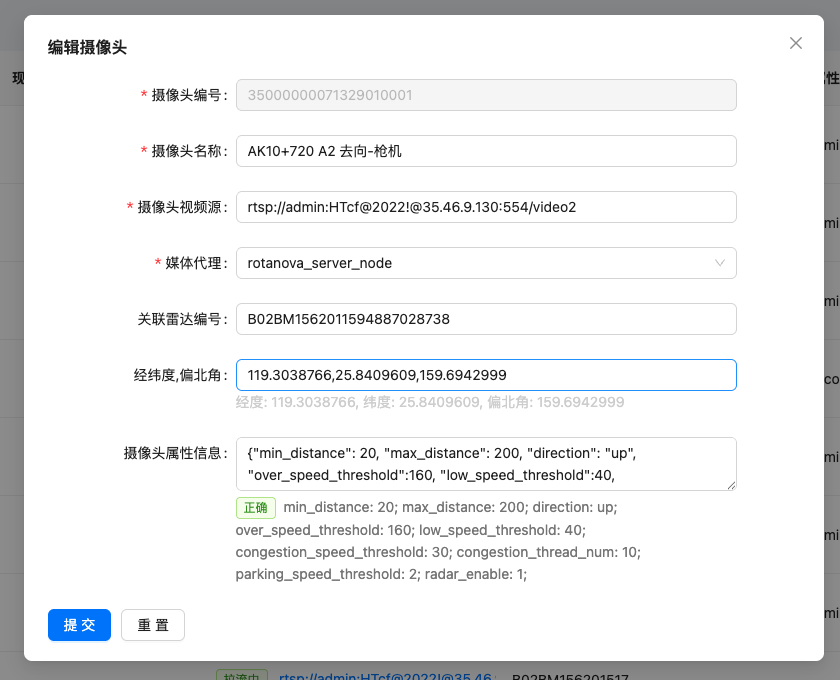 编辑摄像头
现
性
* 摄像头编号:
35000000071329010001
* 摄像头名称:
AK10+720 A2 去向-枪机
* 摄像头视频源:
rtsp://admin:HTcf@2022!@35.46.9.130:554/video2
* 媒体代理:
rotanova_server_node
关联雷达编号:
B02BM1562011594887028738
经纬度,偏北角:
119.3038766,25.8409609,159.6942999
经度: 119.3038766, 纬度: 25.8409609, 偏北角: 159.6942999
摄像头属性信息:
{"min_distance": 20, "max_distance": 200, "direction": "up",
"over_speed_threshold":160, "low_speed_threshold":40,
正确 min_distance: 20; max_distance: 200; direction: up;
over_speed_threshold: 160; low_speed_threshold: 40;
congestion_speed_threshold: 30; congestion_thread_num: 10;
parking_speed_threshold: 2; radar_enable: 1;
提 交
重 置
mi
mi
mi
co
mi
mi
mi
拉流中 rtsp://admin:HTcf@2022!@35.46. B02BM156201517